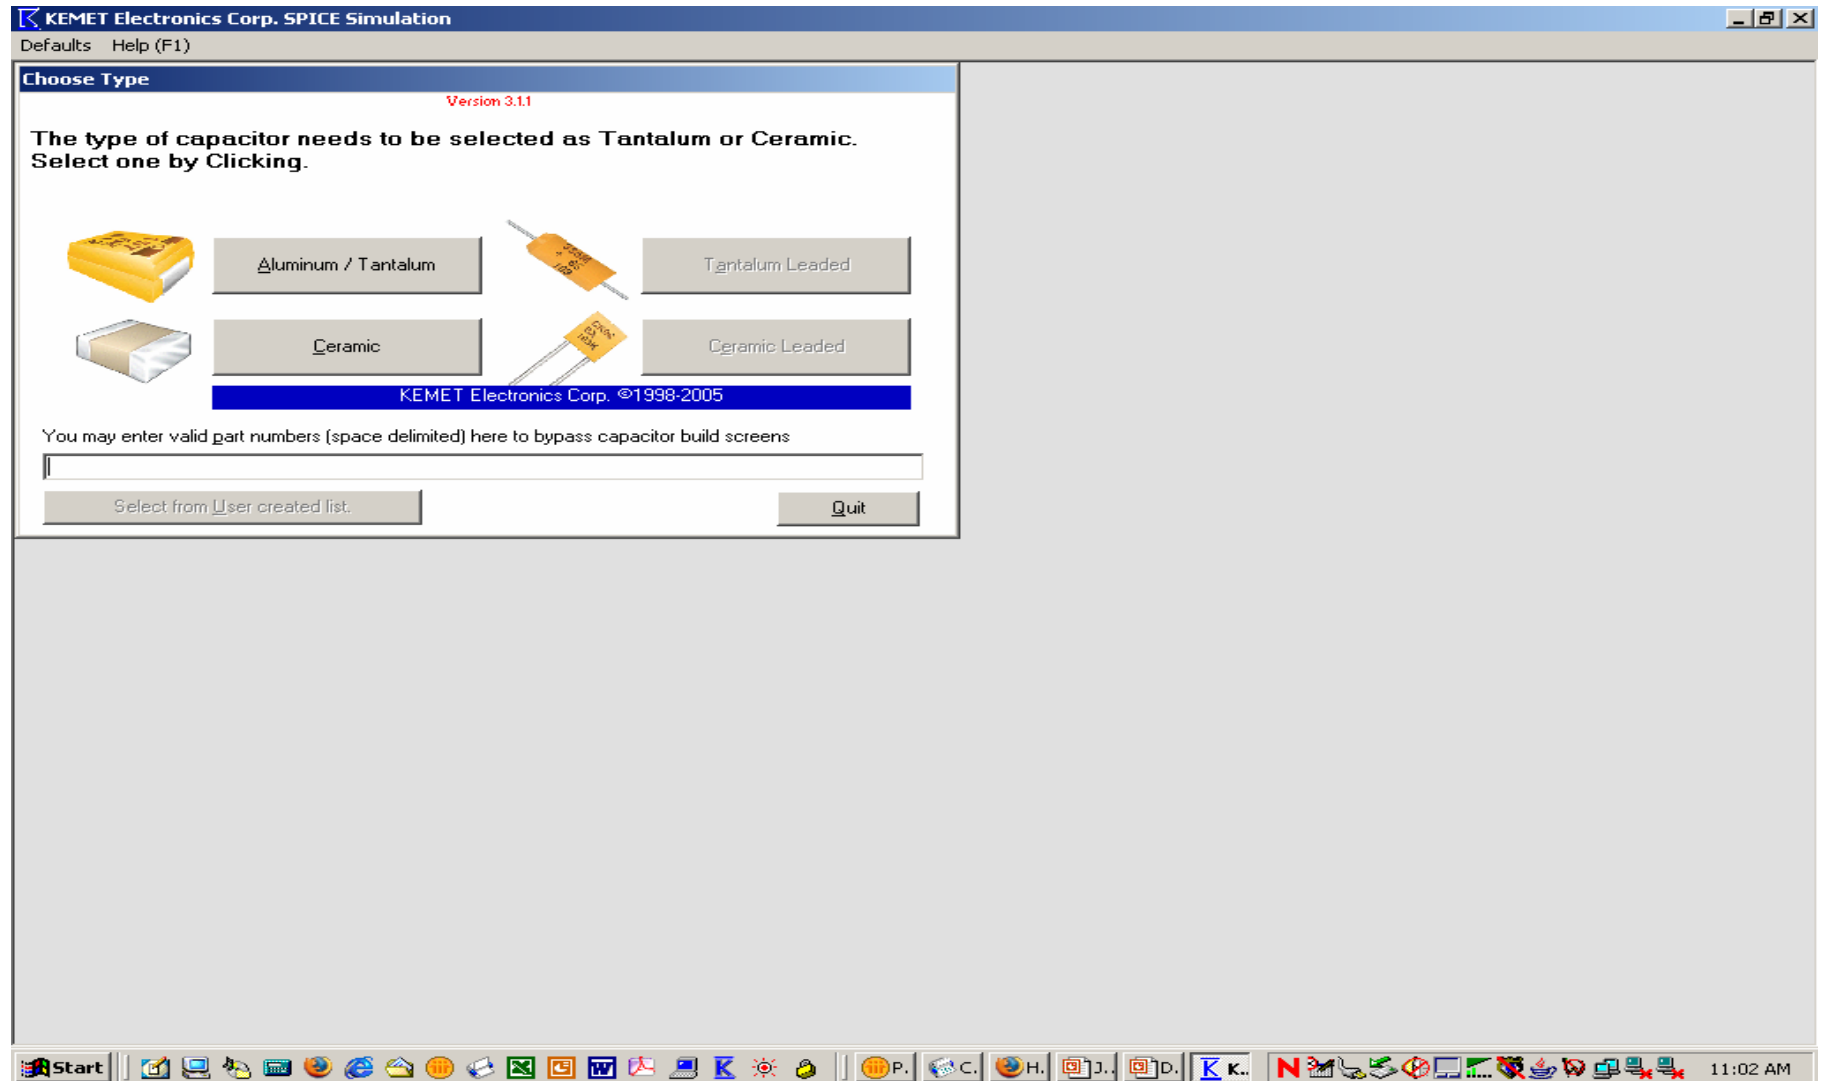 KEMET Electronics Corp. SPICE Simulation
Defaults Help (F1)
Choose Type
Version 3.1.1
The type of capacitor needs to be selected as Tantalum or Ceramic.
Select one by Clicking.
Aluminum / Tantalum
Tantalum Leaded
Ceramic
Ceramic Leaded
KEMET Electronics Corp. ©1998-2005
You may enter valid part numbers (space delimited) here to bypass capacitor build screens
Select from User created list.
Quit
Start
P.
C.
H.
J..
D.
K..
11:02 AM